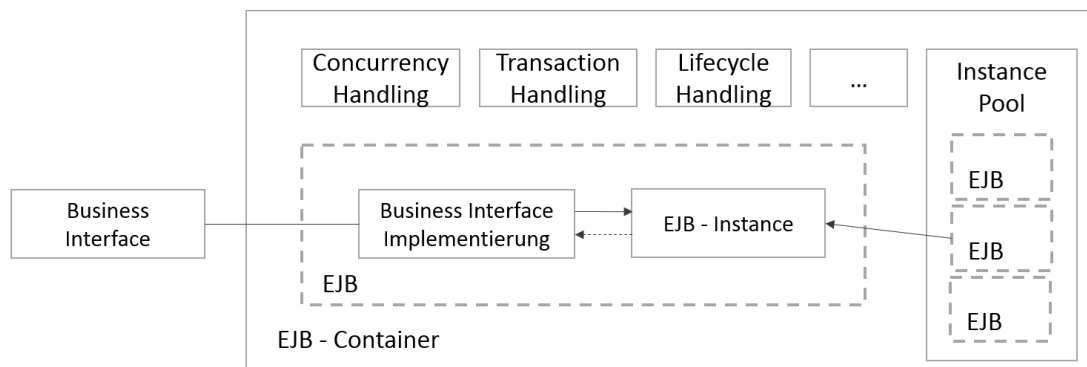 Concurrency
Handling
Transaction
Handling
Lifecycle
Handling
...
Instance
Pool
EJB
EJB
EJB
Business
Interface
Business Interface
Implementierung
EJB - Instance
EJB
EJB - Container